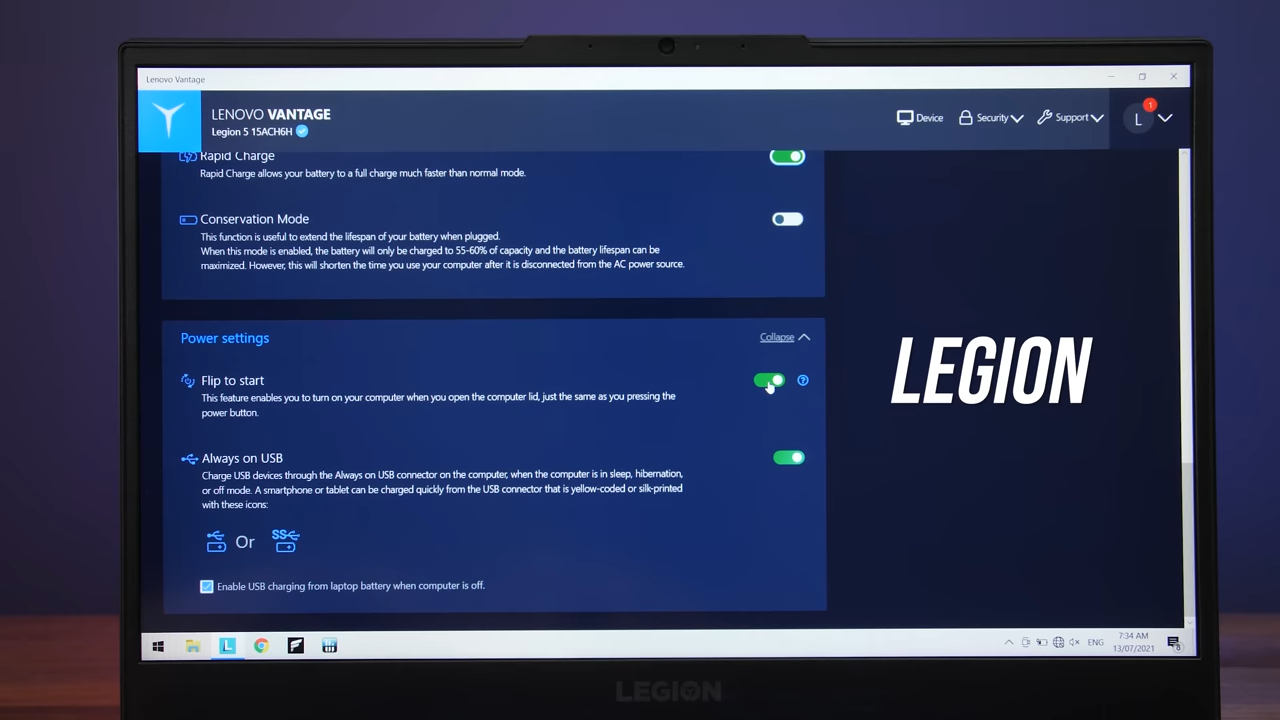 Lenovo Vantage
LENOVO VANTAGE
Legion 5 15ACH6H
Device
Security
Support
L
1
Rapid Charge
Rapid Charge allows your battery to a full charge much faster than normal mode.
Conservation Mode
This function is useful to extend the lifespan of your battery when plugged.
When this mode is enabled, the battery will only be charged to 55-60% of capacity and the battery lifespan can be
maximized. However, this will shorten the time you use your computer after it is disconnected from the AC power source.
Power settings
Collapse
Flip to start
This feature enables you to turn on your computer when you open the computer lid, just the same as you pressing the
power button.
Always on USB
Charge USB devices through the Always on USB connector on the computer, when the computer is in sleep, hibernation,
or off mode. A smartphone or tablet can be charged quickly from the USB connector that is yellow-coded or silk-printed
with these icons:
Or
SS
Enable USB charging from laptop battery when computer is off.
LEGION
L
ENG
7:34 AM
13/07/2021
8
LEGION